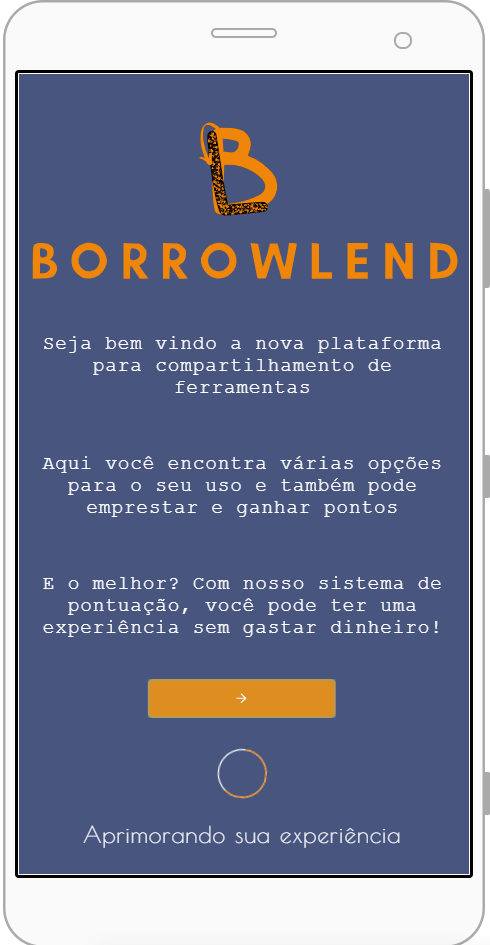 BORROWLEND
Seja bem vindo a nova plataforma
para compartilhamento de
ferramentas
Aqui você encontra várias opções
para o seu uso e também pode
emprestar e ganhar pontos
E o melhor? Com nosso sistema de
pontuação, você pode ter uma
experiência sem gastar dinheiro!
Aprimorando sua experiência